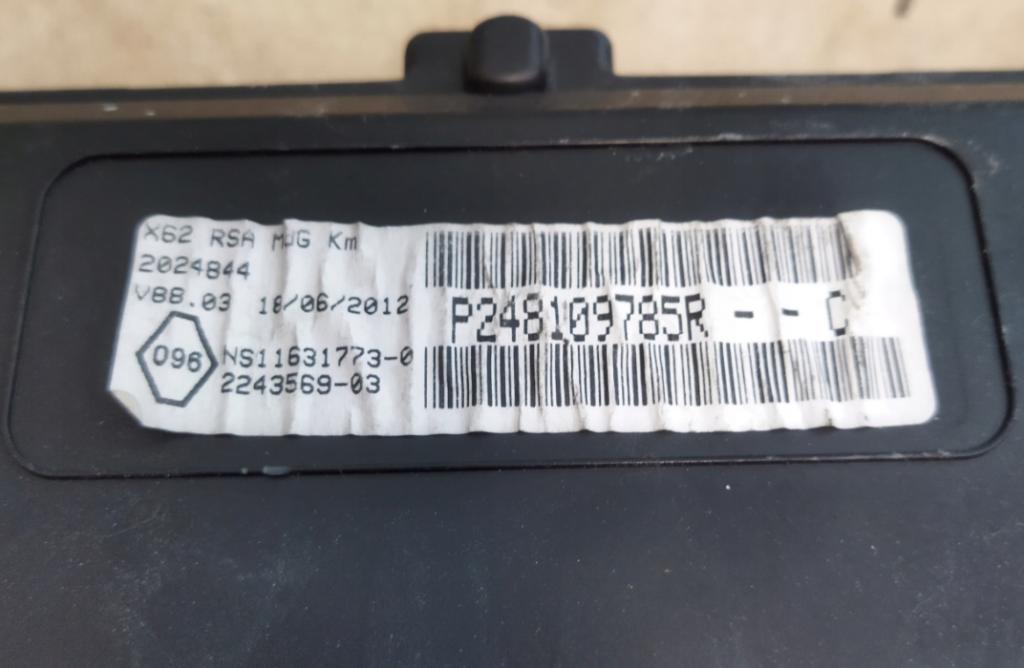 X62 RSA MUG Km
2024844
V88.03 18/06/2012
096
NS11631773-0
2243569-03
P248109785R - - C